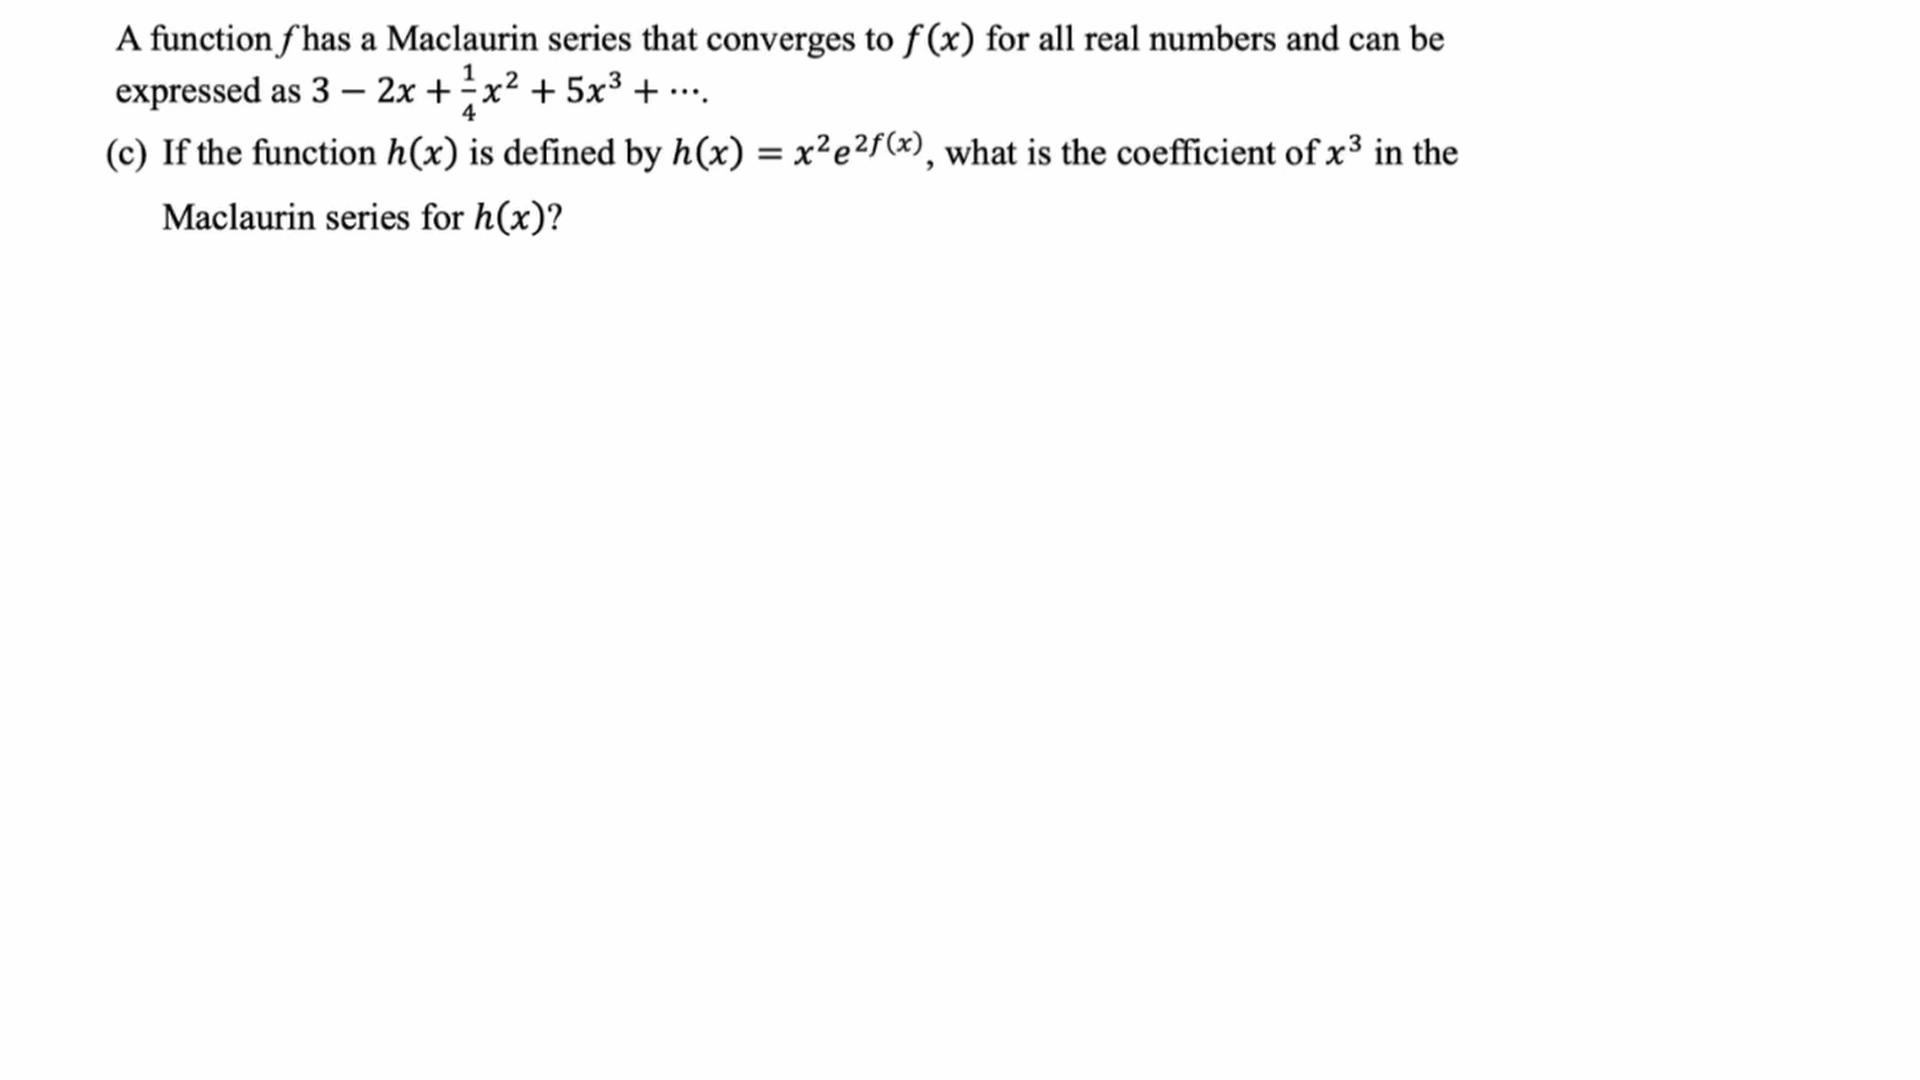 A function f has a Maclaurin series that converges to f(x) for all real numbers and can be
expressed as 3 − 2x + 1/4 x² + 5x³ + ⋯.
(c) If the function h(x) is defined by h(x) = x²e^{2f(x)}, what is the coefficient of x³ in the
Maclaurin series for h(x)?